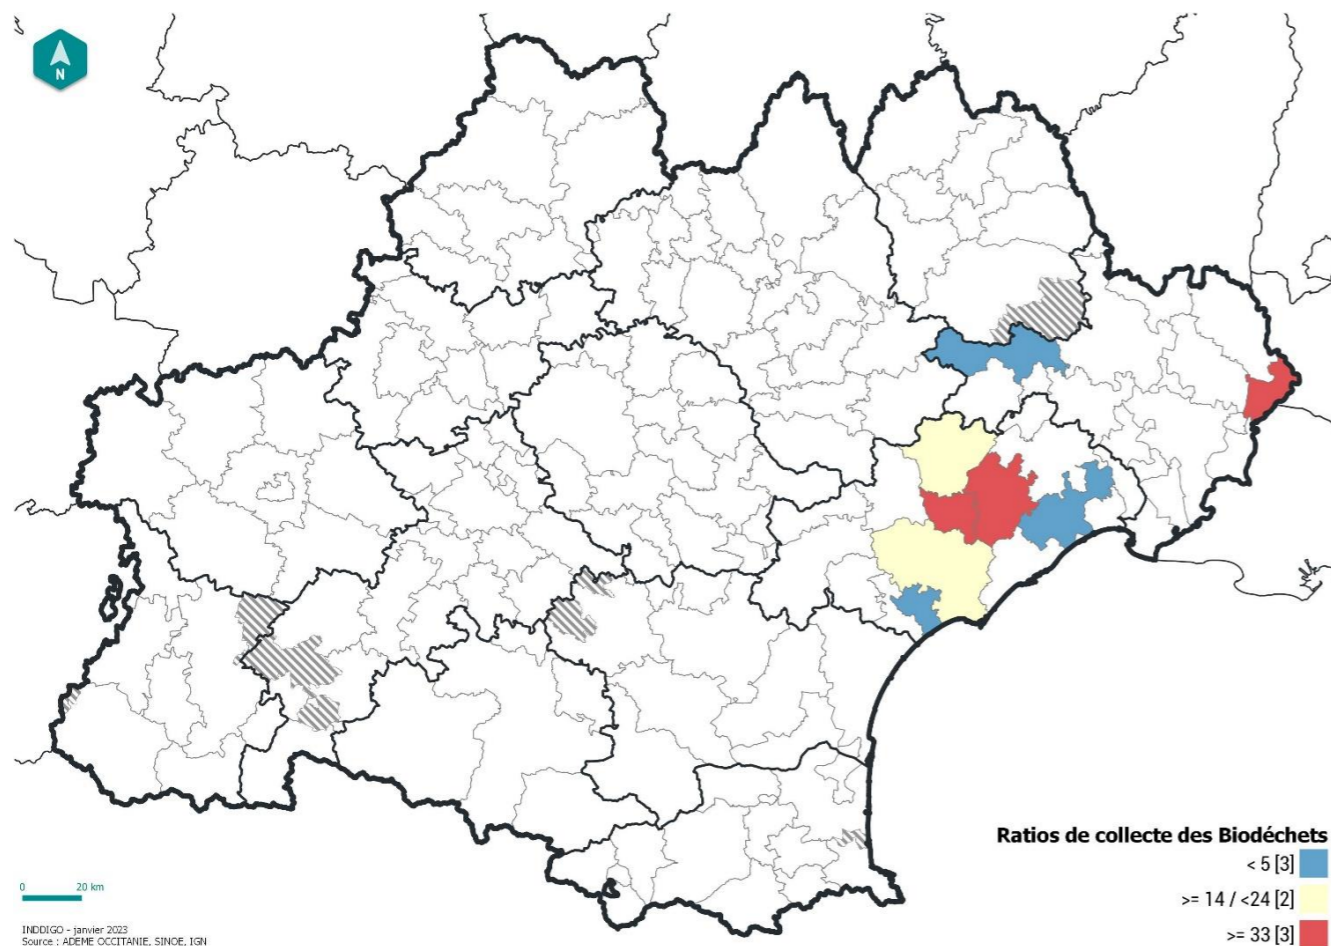 N
0 20 km
INDDIGO - janvier 2023
Source : ADEME OCCITANIE, SINOE, IGN
Ratios de collecte des Biodéchets
< 5 [3]
>= 14 / <24 [2]
>= 33 [3]